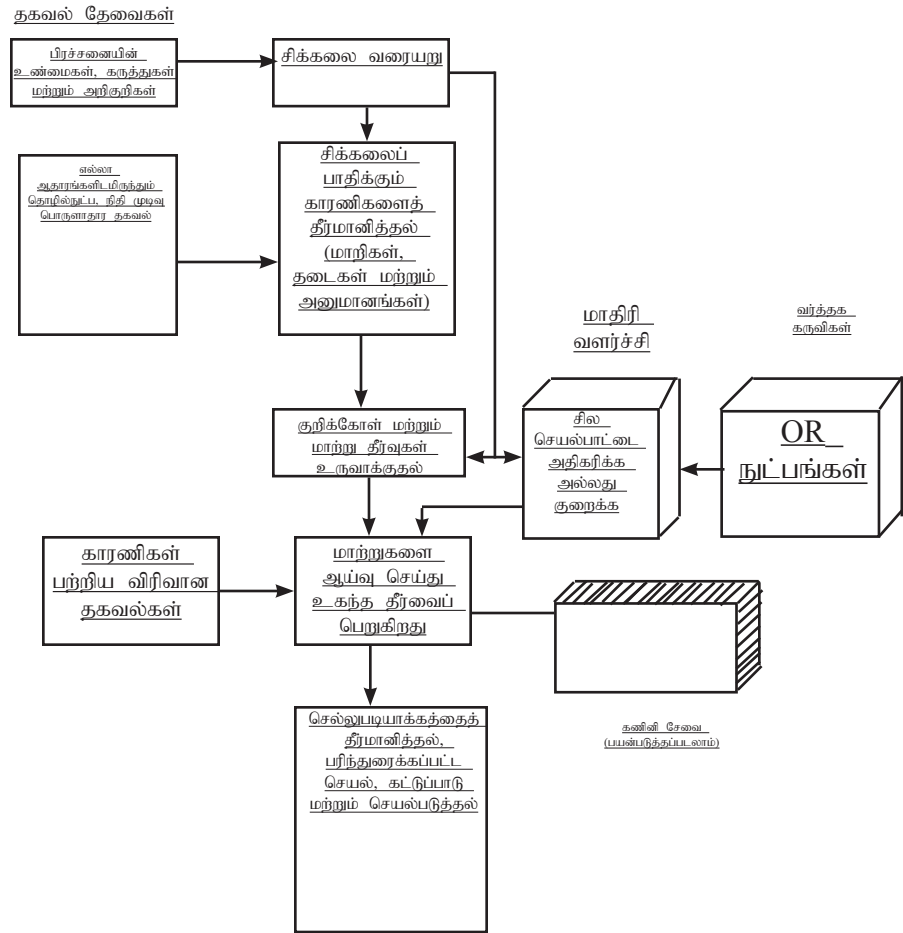 தகவல் தேவைகள்
பிரச்சனையின்
உண்மைகள், கருத்துகள்
மற்றும் அறிகுறிகள்
சிக்கலை வரையறு
எல்லா
ஆதாரங்களிடமிருந்தும்
தொழில்நுட்ப, நிதி முடிவு
பொருளாதார தகவல்
சிக்கலைப்
பாதிக்கும்
காரணிகளைத்
தீர்மானித்தல்
(மாறிகள்,
தடைகள் மற்றும்
அனுமானங்கள்)
மாதிரி
வளர்ச்சி
வர்த்தக
கருவிகள்
குறிக்கோள் மற்றும்
மாற்று தீர்வுகள்
உருவாக்குதல்
சில
செயல்பாட்டை
அதிகரிக்க
அல்லது
குறைக்க
OR
நுட்பங்கள்
காரணிகள்
பற்றிய விரிவான
தகவல்கள்
மாற்றுகளை
ஆய்வு செய்து
உகந்த தீர்வைப்
பெறுகிறது
செல்லுபடியாக்கத்தைத்
தீர்மானித்தல்,
பரிந்துரைக்கப்பட்ட
செயல், கட்டுப்பாடு
மற்றும் செயல்படுத்தல்
கணினி சேவை
(பயன்படுத்தப்படலாம்)